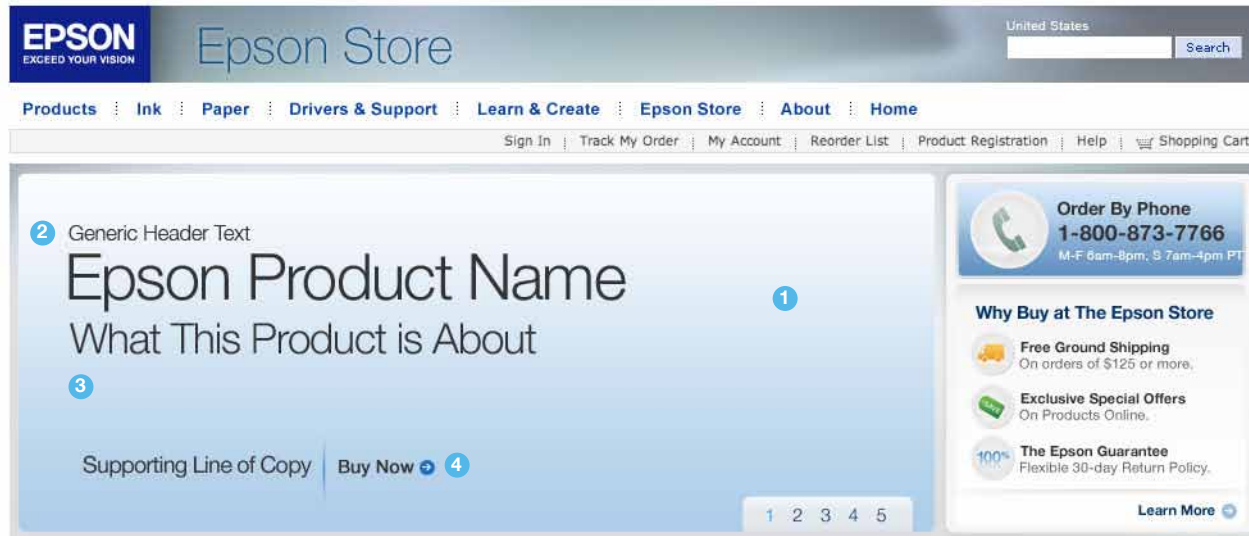 EPSON
EXCEED YOUR VISION
Epson Store
United States
Search
Products Ink Paper Drivers & Support Learn & Create Epson Store About Home
Sign In Track My Order My Account Reorder List Product Registration Help Shopping Cart
2 Generic Header Text
Epson Product Name
What This Product is About
1
3
Supporting Line of Copy Buy Now 4
1 2 3 4 5
Order By Phone
1-800-873-7766
M-F 6am-8pm, S 7am-4pm PT
Why Buy at The Epson Store
Free Ground Shipping
On orders of $125 or more.
SAVE
Exclusive Special Offers
On Products Online.
100%
The Epson Guarantee
Flexible 30-day Return Policy.
Learn More